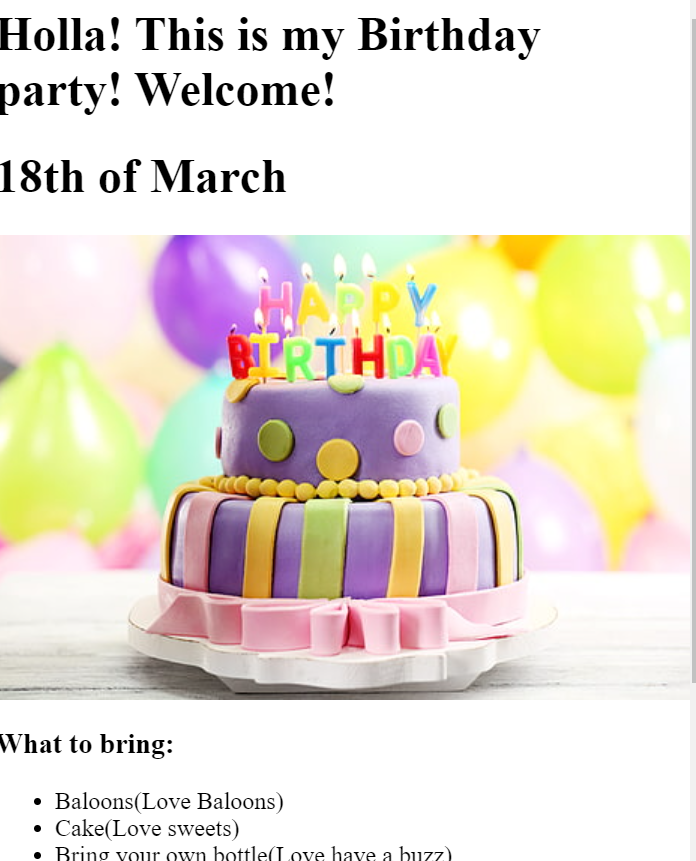 Holla! This is my Birthday
party! Welcome!
18th of March
HAPPY
BIRTHDAY
What to bring:
Baloons(Love Baloons)
Cake(Love sweets)
Bring your own bottle(Love have a buzz)